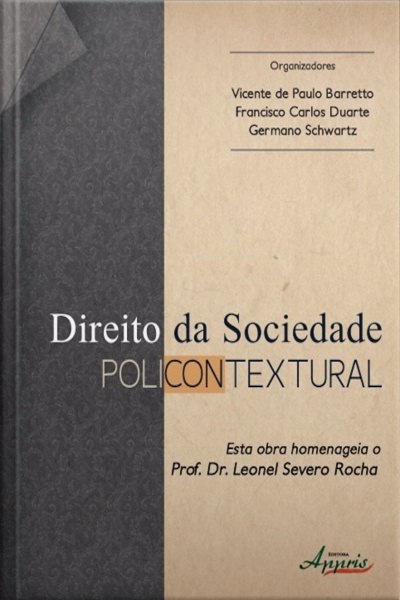 Organizadores
Vicente de Paulo Barretto
Francisco Carlos Duarte
Germano Schwartz
Direito da Sociedade
POLICONTEXTURAL
Esta obra homenageia o
Prof. Dr. Leonel Severo Rocha
EDITORA
Appris